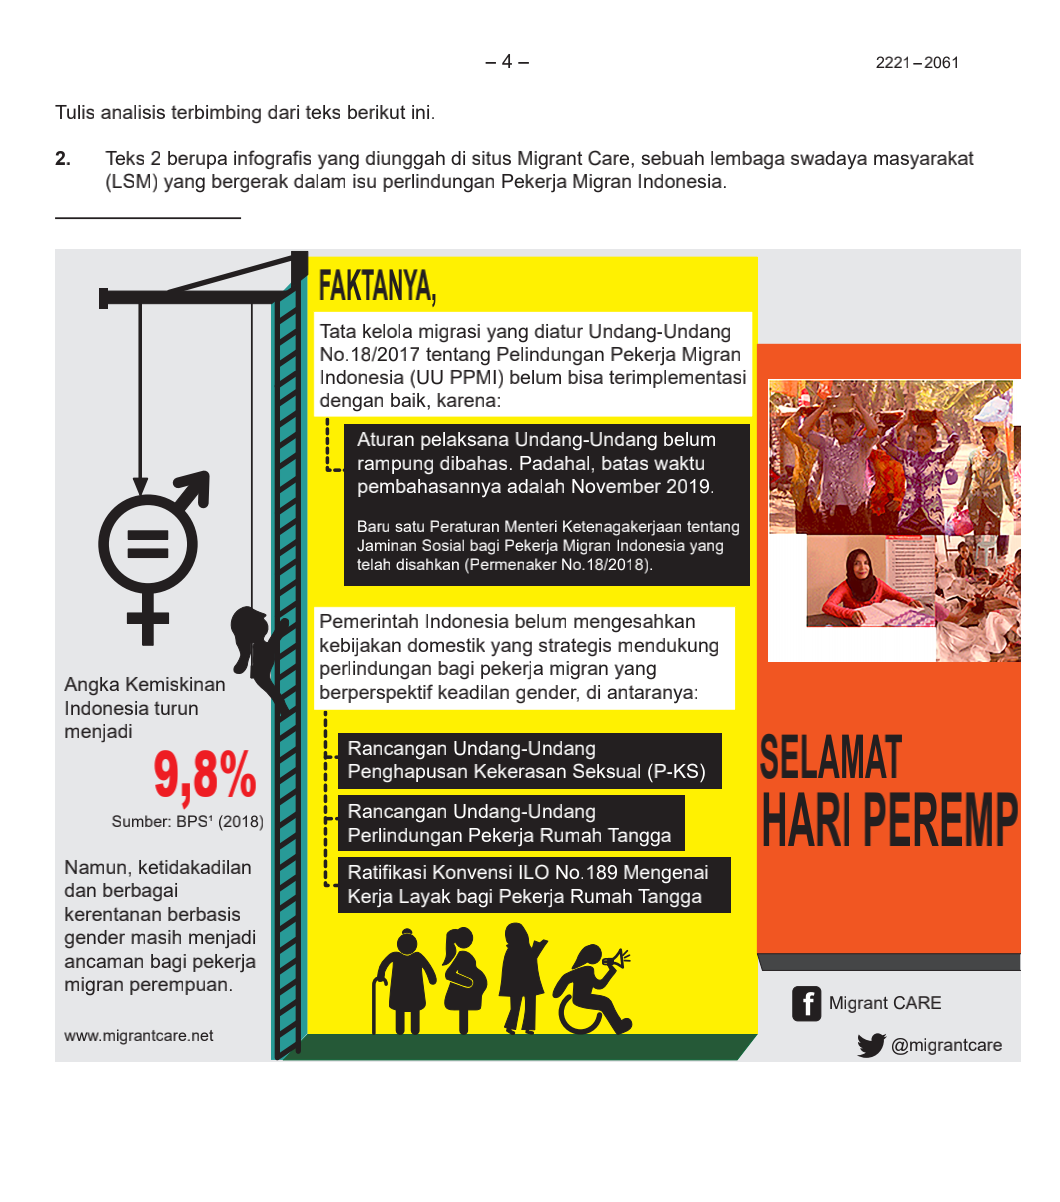 – 4 –
2221 – 2061
Tulis analisis terbimbing dari teks berikut ini.
2. Teks 2 berupa infografis yang diunggah di situs Migrant Care, sebuah lembaga swadaya masyarakat
(LSM) yang bergerak dalam isu perlindungan Pekerja Migran Indonesia.
Angka Kemiskinan
Indonesia turun
menjadi
9,8%
Sumber: BPS¹ (2018)
Namun, ketidakadilan
dan berbagai
kerentanan berbasis
gender masih menjadi
ancaman bagi pekerja
migran perempuan.
www.migrantcare.net
FAKTANYA,
Tata kelola migrasi yang diatur Undang-Undang
No.18/2017 tentang Pelindungan Pekerja Migran
Indonesia (UU PPMI) belum bisa terimplementasi
dengan baik, karena:
Aturan pelaksana Undang-Undang belum
rampung dibahas. Padahal, batas waktu
pembahasannya adalah November 2019.
Baru satu Peraturan Menteri Ketenagakerjaan tentang
Jaminan Sosial bagi Pekerja Migran Indonesia yang
telah disahkan (Permenaker No.18/2018).
Pemerintah Indonesia belum mengesahkan
kebijakan domestik yang strategis mendukung
perlindungan bagi pekerja migran yang
berperspektif keadilan gender, di antaranya:
Rancangan Undang-Undang
Penghapusan Kekerasan Seksual (P-KS)
Rancangan Undang-Undang
Perlindungan Pekerja Rumah Tangga
Ratifikasi Konvensi ILO No.189 Mengenai
Kerja Layak bagi Pekerja Rumah Tangga
SELAMAT
HARI PEREMP
Migrant CARE
@migrantcare